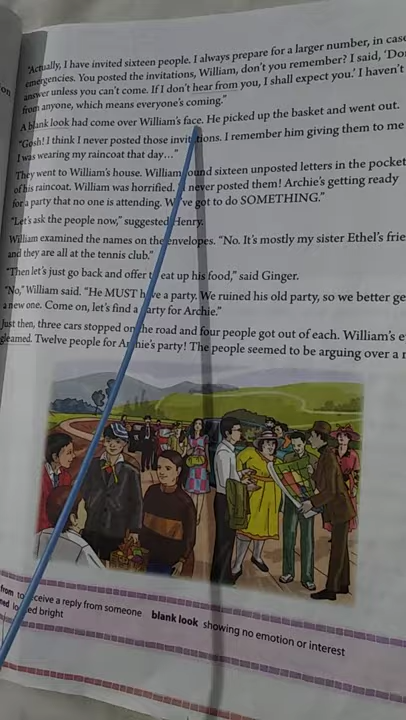 on
"Actually, I have invited sixteen people. I always prepare for a larger number, in case
emergencies. You posted the invitations, William, don't you remember? I said, 'Don
answer unless you can't come. If I don't hear from you, I shall expect you.' I haven't
from anyone, which means everyone's coming."
A blank look had come over William's face. He picked up the basket and went out.
"Gosh! I think I never posted those invitations. I remember him giving them to me
I was wearing my raincoat that day…"
They went to William's house. William found sixteen unposted letters in the pocket
of his raincoat. William was horrified. I never posted them! Archie's getting ready
for a party that no one is attending. We've got to do SOMETHING."
"Let's ask the people now," suggested Henry.
William examined the names on the envelopes. "No. It's mostly my sister Ethel's frie
and they are all at the tennis club."
"Then let's just go back and offer to eat up his food," said Ginger.
"No," William said. "He MUST have a party. We ruined his old party, so we better ge
a new one. Come on, let's find a party for Archie."
Just then, three cars stopped on the road and four people got out of each. William's e
gleamed. Twelve people for Archie's party! The people seemed to be arguing over a
from to receive a reply from someone blank look showing no emotion or interest
ned looked bright